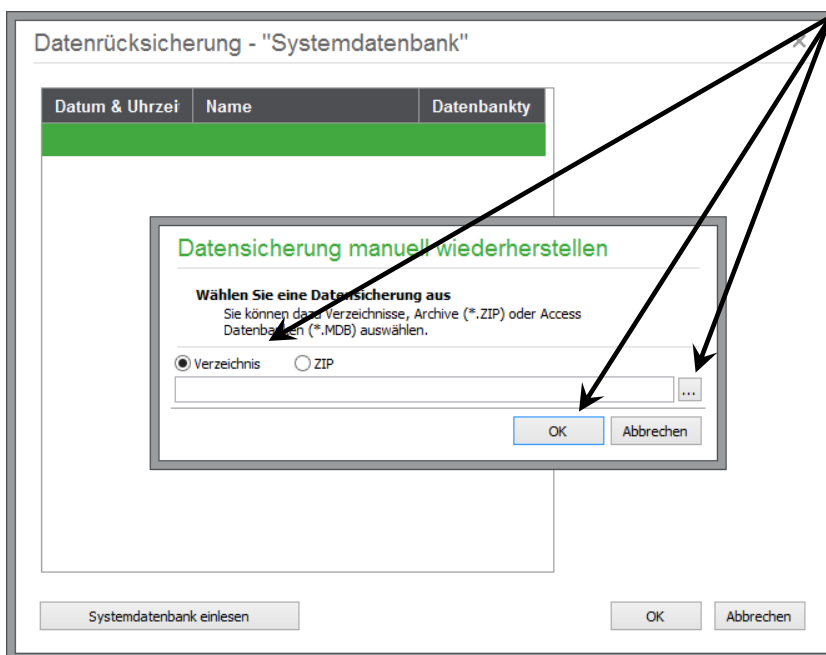 Datenrücksicherung - "Systemdatenbank"
Datum & Uhrzei Name Datenbankty
Datensicherung manuell wiederherstellen
Wählen Sie eine Datensicherung aus
Sie können dazu Verzeichnisse, Archive (*.ZIP) oder Access
Datenbanken (*.MDB) auswählen.
Verzeichnis ZIP
...
OK Abbrechen
Systemdatenbank einlesen OK Abbrechen